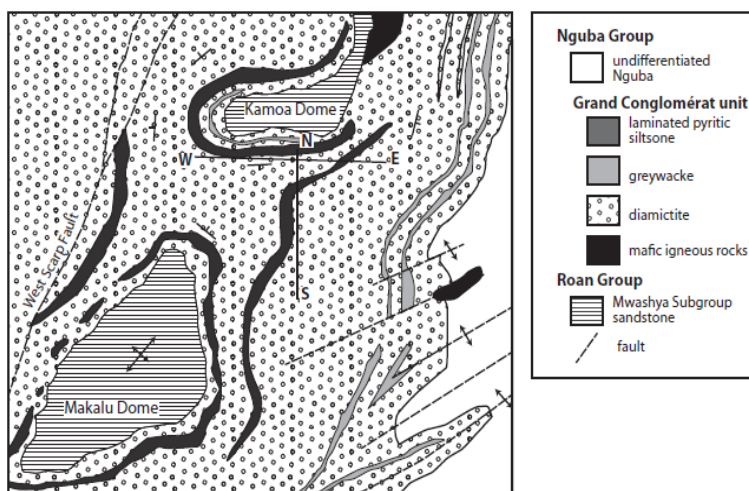 Kamoa Dome
N
W
E
S
West Scarp Fault
Makalu Dome
Nguba Group
undifferentiated
Nguba
Grand Conglomérat unit
laminated pyritic
siltsone
greywacke
diamictite
mafic igneous rocks
Roan Group
Mwashya Subgroup
sandstone
fault